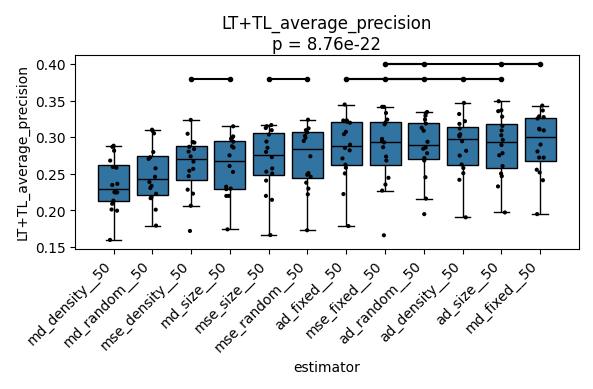 LT+TL_average_precision
p = 8.76e-22
LT+TL_average_precision
0.40
0.35
0.30
0.25
0.20
0.15
md_density__50
md_random__50
mse_density__50
md_size__50
mse_size__50
mse_random__50
ad_fixed__50
mse_fixed__50
ad_random__50
ad_density__50
ad_size__50
md_fixed__50
estimator